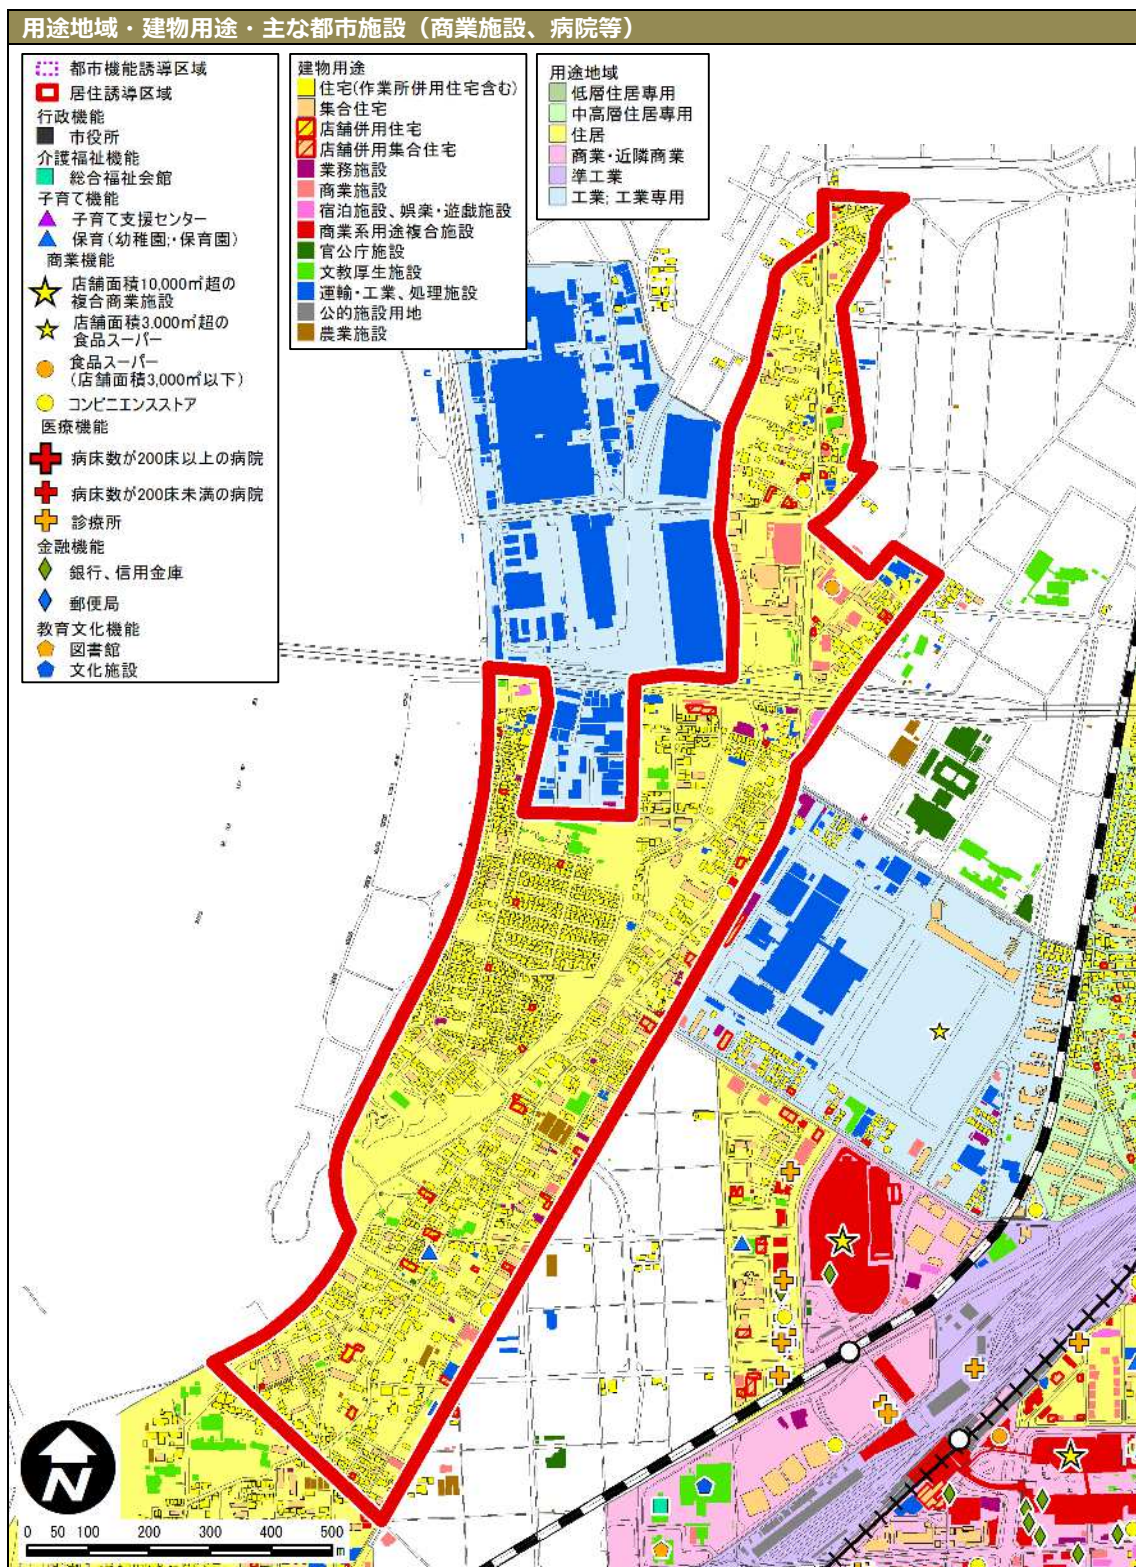 用途地域・建物用途・主な都市施設（商業施設、病院等）
都市機能誘導区域
居住誘導区域
行政機能
市役所
介護福祉機能
総合福祉会館
子育て機能
子育て支援センター
保育(幼稚園;・保育園)
商業機能
店舗面積10,000㎡超の
複合商業施設
店舗面積3.000㎡超の
食品スーパー
食品スーパー
(店舗面積3,000㎡以下)
コンビニエンスストア
医療機能
病床数が200床以上の病院
病床数が200床未満の病院
診療所
金融機能
銀行、信用金庫
郵便局
教育文化機能
図書館
文化施設
建物用途
住宅(作業所併用住宅含む)
集合住宅
店舗併用住宅
店舗併用集合住宅
業務施設
商業施設
宿泊施設、娯楽・遊戯施設
商業系用途複合施設
官公庁施設
文教厚生施設
運輸・工業、処理施設
公的施設用地
農業施設
用途地域
低層住居専用
中高層住居専用
住居
商業・近隣商業
準工業
工業; 工業専用
N
0 50 100 200 300 400 500
m